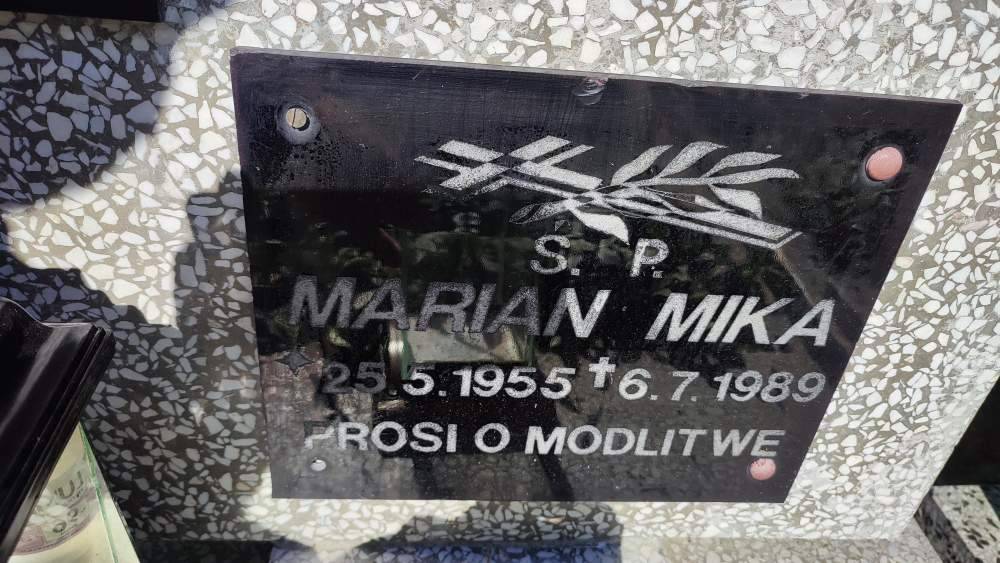 Ś. P.
MARIAN MIKA
25.5.1955 ✝ 6.7.1989
PROSI O MODLITWE